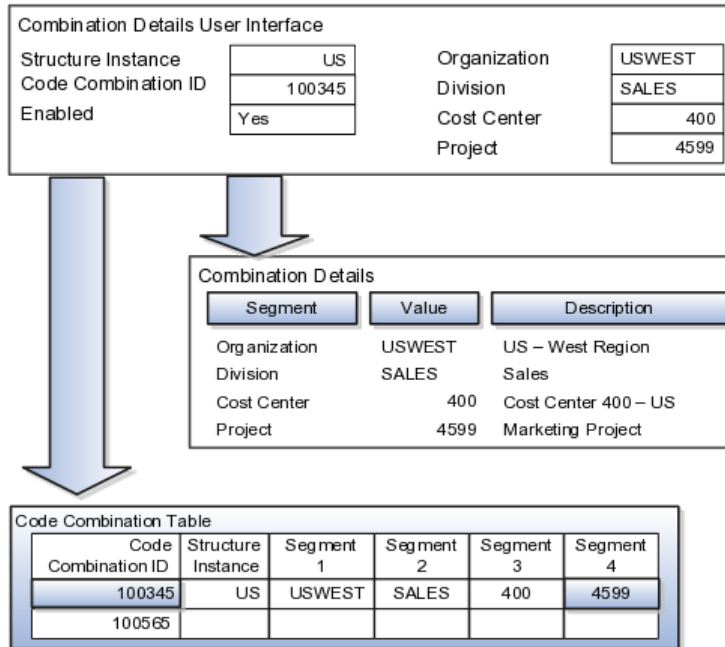 Combination Details User Interface
Structure Instance US Organization USWEST
Code Combination ID 100345 Division SALES
Enabled Yes Cost Center 400
Project 4599
Combination Details
Segment Value Description
Organization USWEST US – West Region
Division SALES Sales
Cost Center 400 Cost Center 400 – US
Project 4599 Marketing Project
Code Combination Table
Code Combination ID Structure Instance Segment 1 Segment 2 Segment 3 Segment 4
100345 US USWEST SALES 400 4599
100565